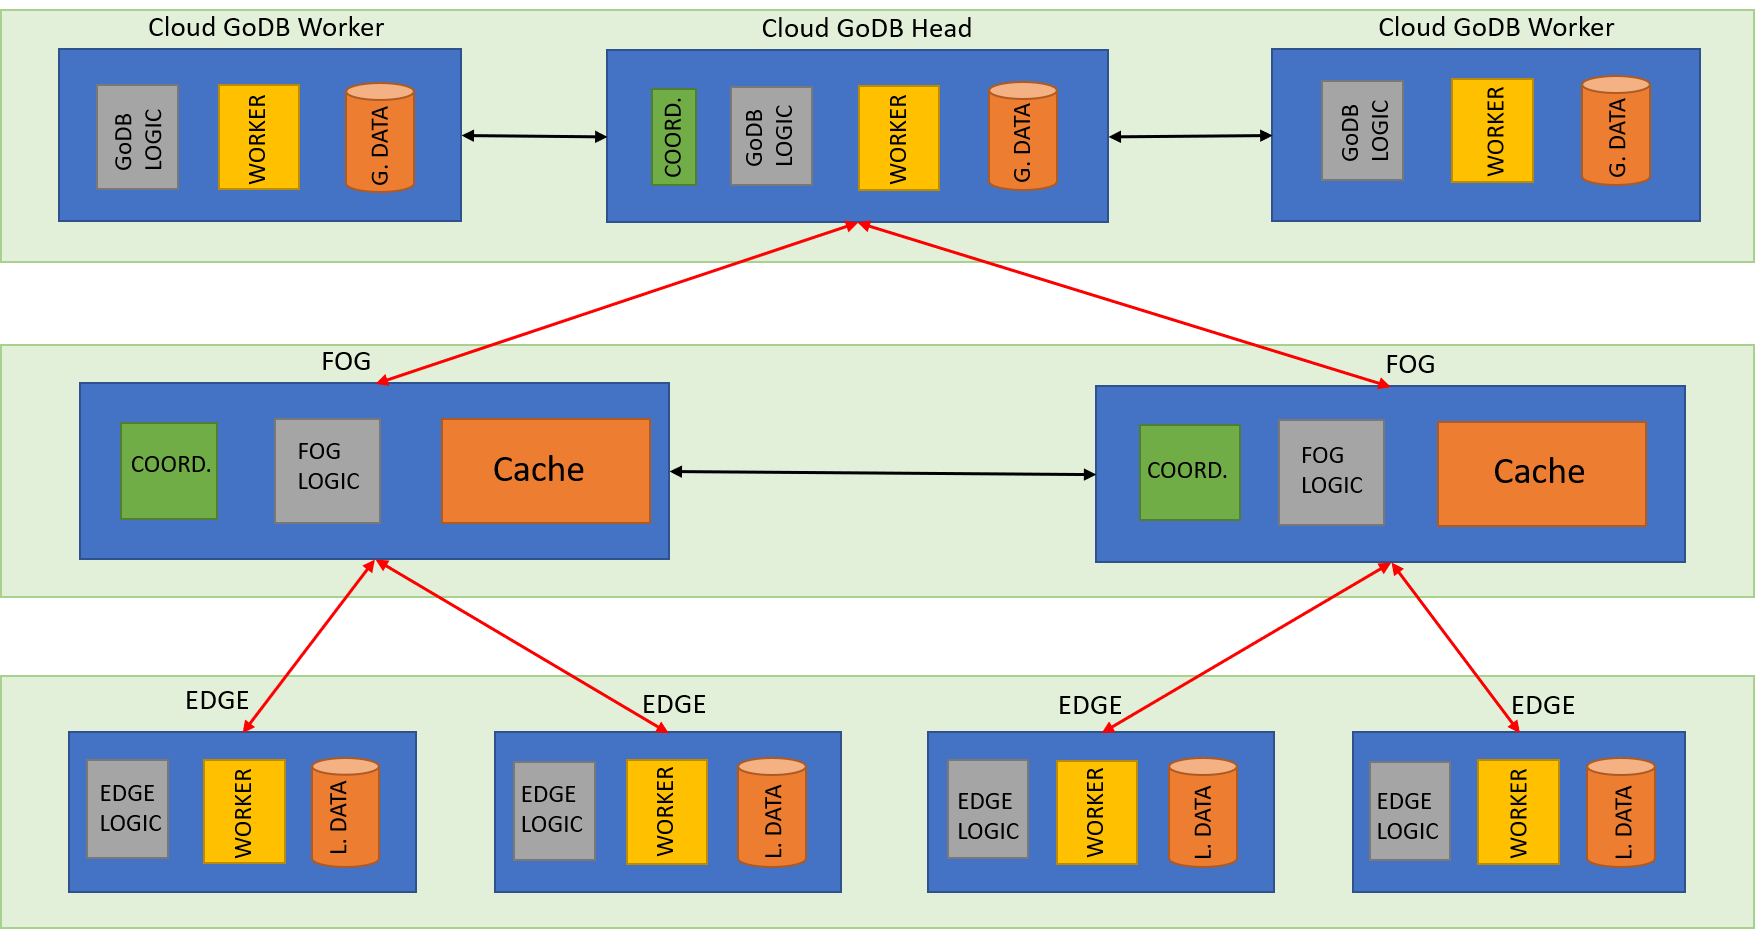 Cloud GoDB Worker
Cloud GoDB Head
Cloud GoDB Worker
GoDB
LOGIC
WORKER
G. DATA
COORD.
GoDB
LOGIC
WORKER
G. DATA
GoDB
LOGIC
WORKER
G. DATA
FOG
FOG
COORD.
FOG
LOGIC
Cache
COORD.
FOG
LOGIC
Cache
EDGE
EDGE
EDGE
EDGE
EDGE
LOGIC
WORKER
L. DATA
EDGE
LOGIC
WORKER
L. DATA
EDGE
LOGIC
WORKER
L. DATA
EDGE
LOGIC
WORKER
L. DATA